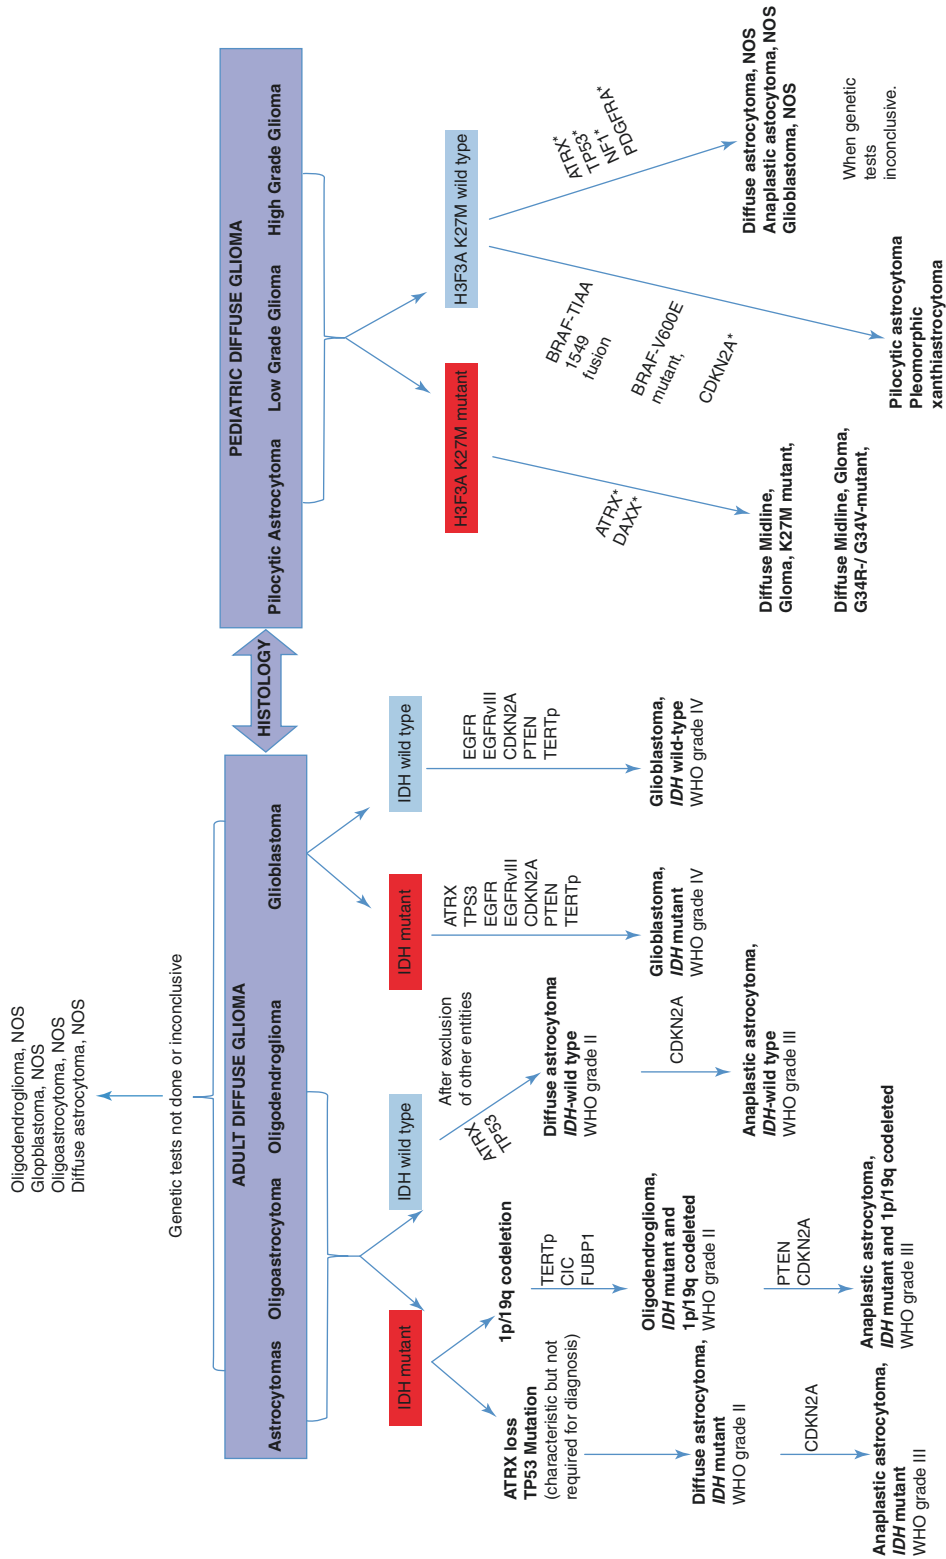 Oligodendroglioma, NOS
Glopblastoma, NOS
Oligoastrocytoma, NOS
Diffuse astrocytoma, NOS
Genetic tests not done or inconclusive
ADULT DIFFUSE GLIOMA
Astrocytomas Oligoastrocytoma Oligodendroglioma Glioblastoma
HISTOLOGY
PEDIATRIC DIFFUSE GLIOMA
Pilocytic Astrocytoma Low Grade Glioma High Grade Glioma
IDH mutant
IDH wild type
IDH mutant
IDH wild type
H3F3A K27M mutant
H3F3A K27M wild type
ATRX loss
TP53 Mutation
(characteristic but not
required for diagnosis)
Diffuse astrocytoma,
IDH mutant
WHO grade II
CDKN2A
Anaplastic astrocytoma,
IDH mutant
WHO grade III
1p/19q codeletion
TERTp
CIC
FUBP1
Oligodendroglioma,
IDH mutant and
1p/19q codeleted
WHO grade II
PTEN
CDKN2A
Anaplastic astrocytoma,
IDH mutant and 1p/19q codeleted
WHO grade III
ATRX
TP53
After exclusion
of other entities
Diffuse astrocytoma
IDH-wild type
WHO grade II
CDKN2A
Anaplastic astrocytoma,
IDH-wild type
WHO grade III
ATRX
TPS3
EGFR
EGFRvIII
CDKN2A
PTEN
TERTp
Glioblastoma,
IDH mutant
WHO grade IV
EGFR
EGFRvIII
CDKN2A
PTEN
TERTp
Glioblastoma,
IDH wild-type
WHO grade IV
ATRX*
DAXX*
Diffuse Midline,
Gloma, K27M mutant,
Diffuse Midline, Gloma,
G34R-/ G34V-mutant,
BRAF-TIAA
1549
fusion
BRAF-V600E
mutant,
CDKN2A*
Pilocytic astrocytoma
Pleomorphic
xanthiastrocytoma
ATRX*
TP53*
NF1*
PDGFRA*
Diffuse astrocytoma, NOS
Anaplastic astocytoma, NOS
Glioblastoma, NOS
When genetic
tests
inconclusive.